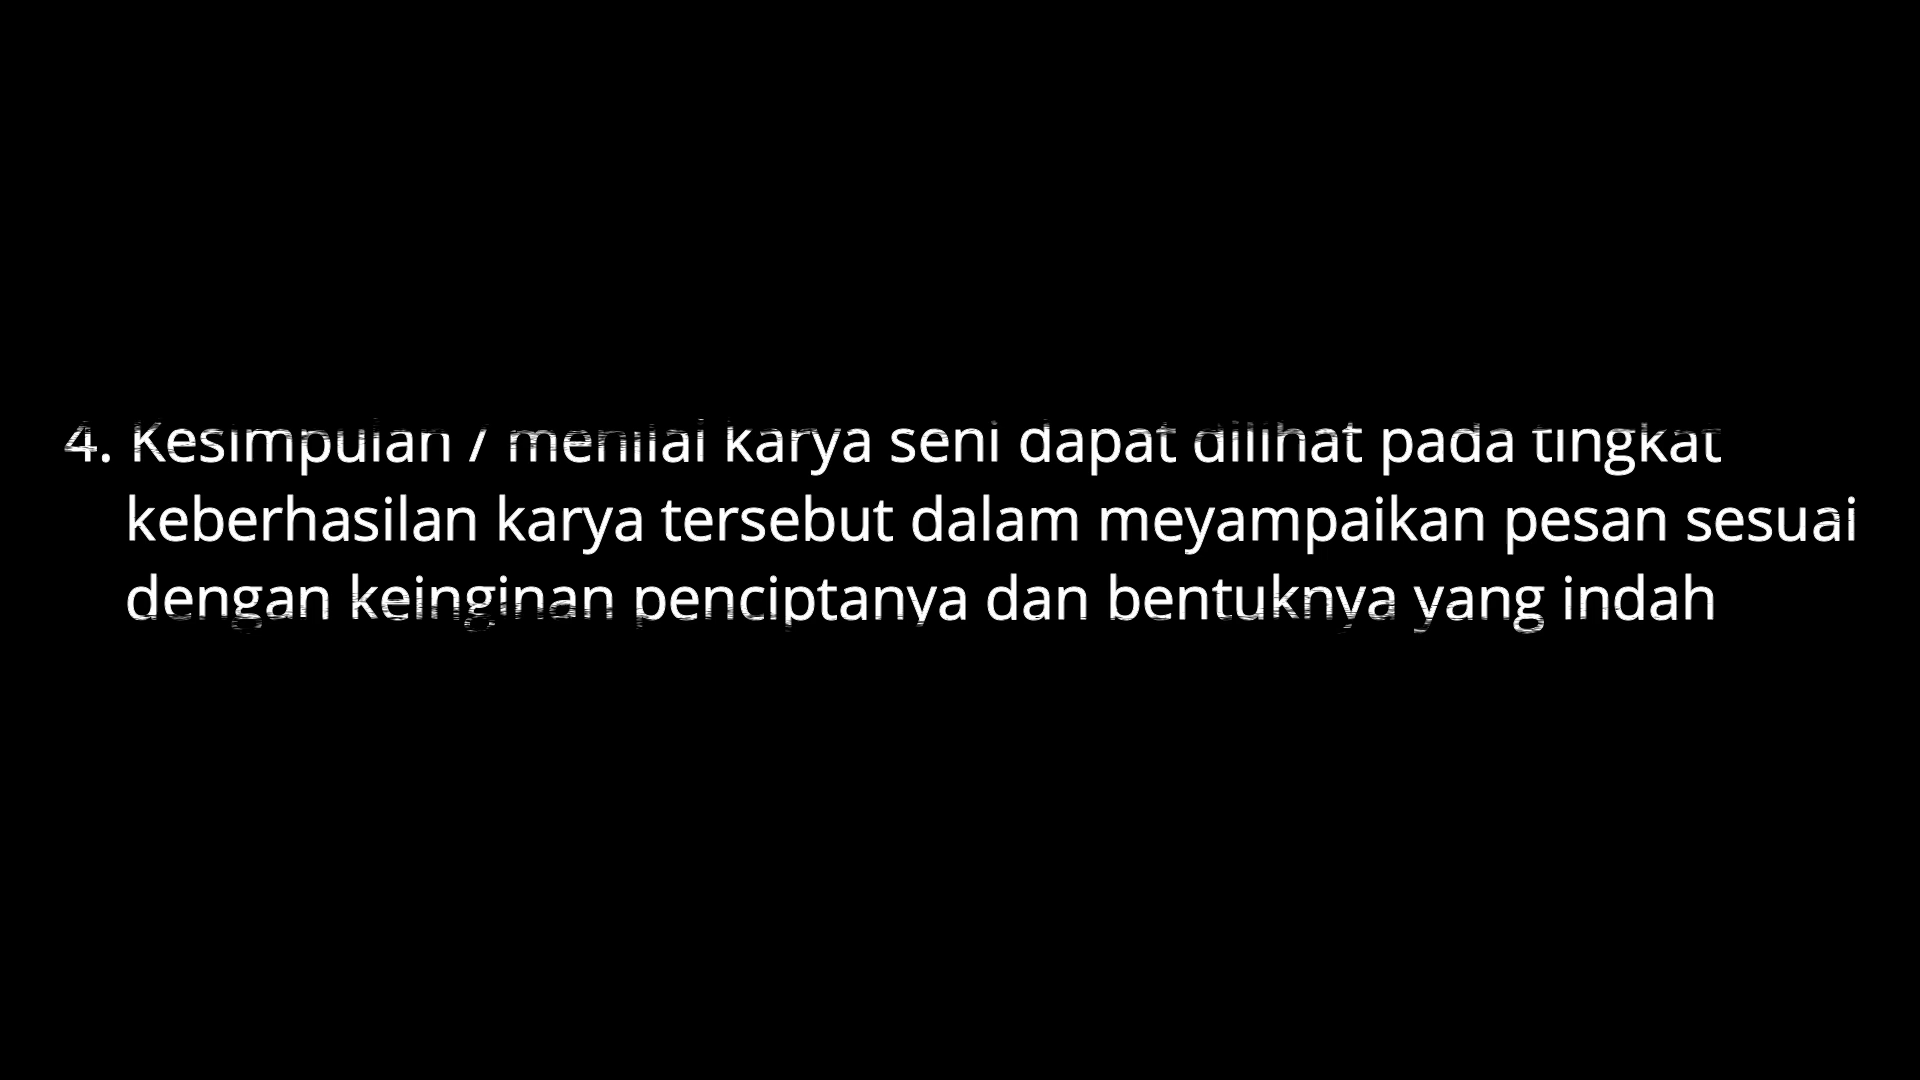 4. Kesimpulan / menilai karya seni dapat dilihat pada tingkat
keberhasilan karya tersebut dalam meyampaikan pesan sesuai
dengan keinginan penciptanya dan bentuknya yang indah